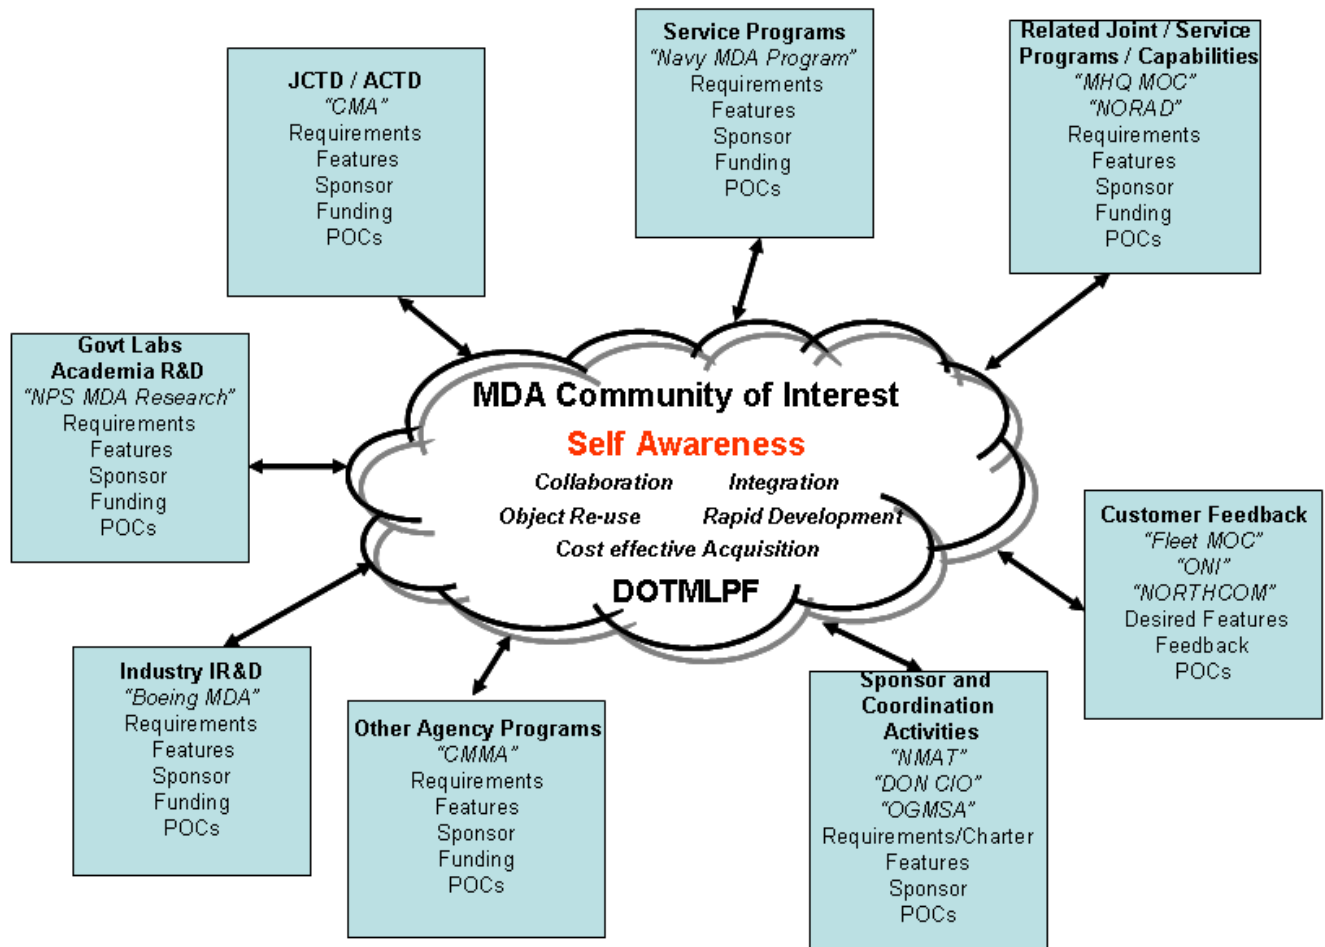 JCTD / ACTD
"CMA"
Requirements
Features
Sponsor
Funding
POCs
Service Programs
"Navy MDA Program"
Requirements
Features
Sponsor
Funding
POCs
Related Joint / Service
Programs / Capabilities
"MHQ MOC"
"NORAD"
Requirements
Features
Sponsor
Funding
POCs
Govt Labs
Academia R&D
"NPS MDA Research"
Requirements
Features
Sponsor
Funding
POCs
MDA Community of Interest
Self Awareness
Collaboration Integration
Object Re-use Rapid Development
Cost effective Acquisition
DOTMLPF
Customer Feedback
"Fleet MOC"
"ONI"
"NORTHCOM"
Desired Features
Feedback
POCs
Industry IR&D
"Boeing MDA"
Requirements
Features
Sponsor
Funding
POCs
Other Agency Programs
"CMMA"
Requirements
Features
Sponsor
Funding
POCs
Sponsor and
Coordination
Activities
"NMAT"
"DON CIO"
"OGMSA"
Requirements/Charter
Features
Sponsor
POCs